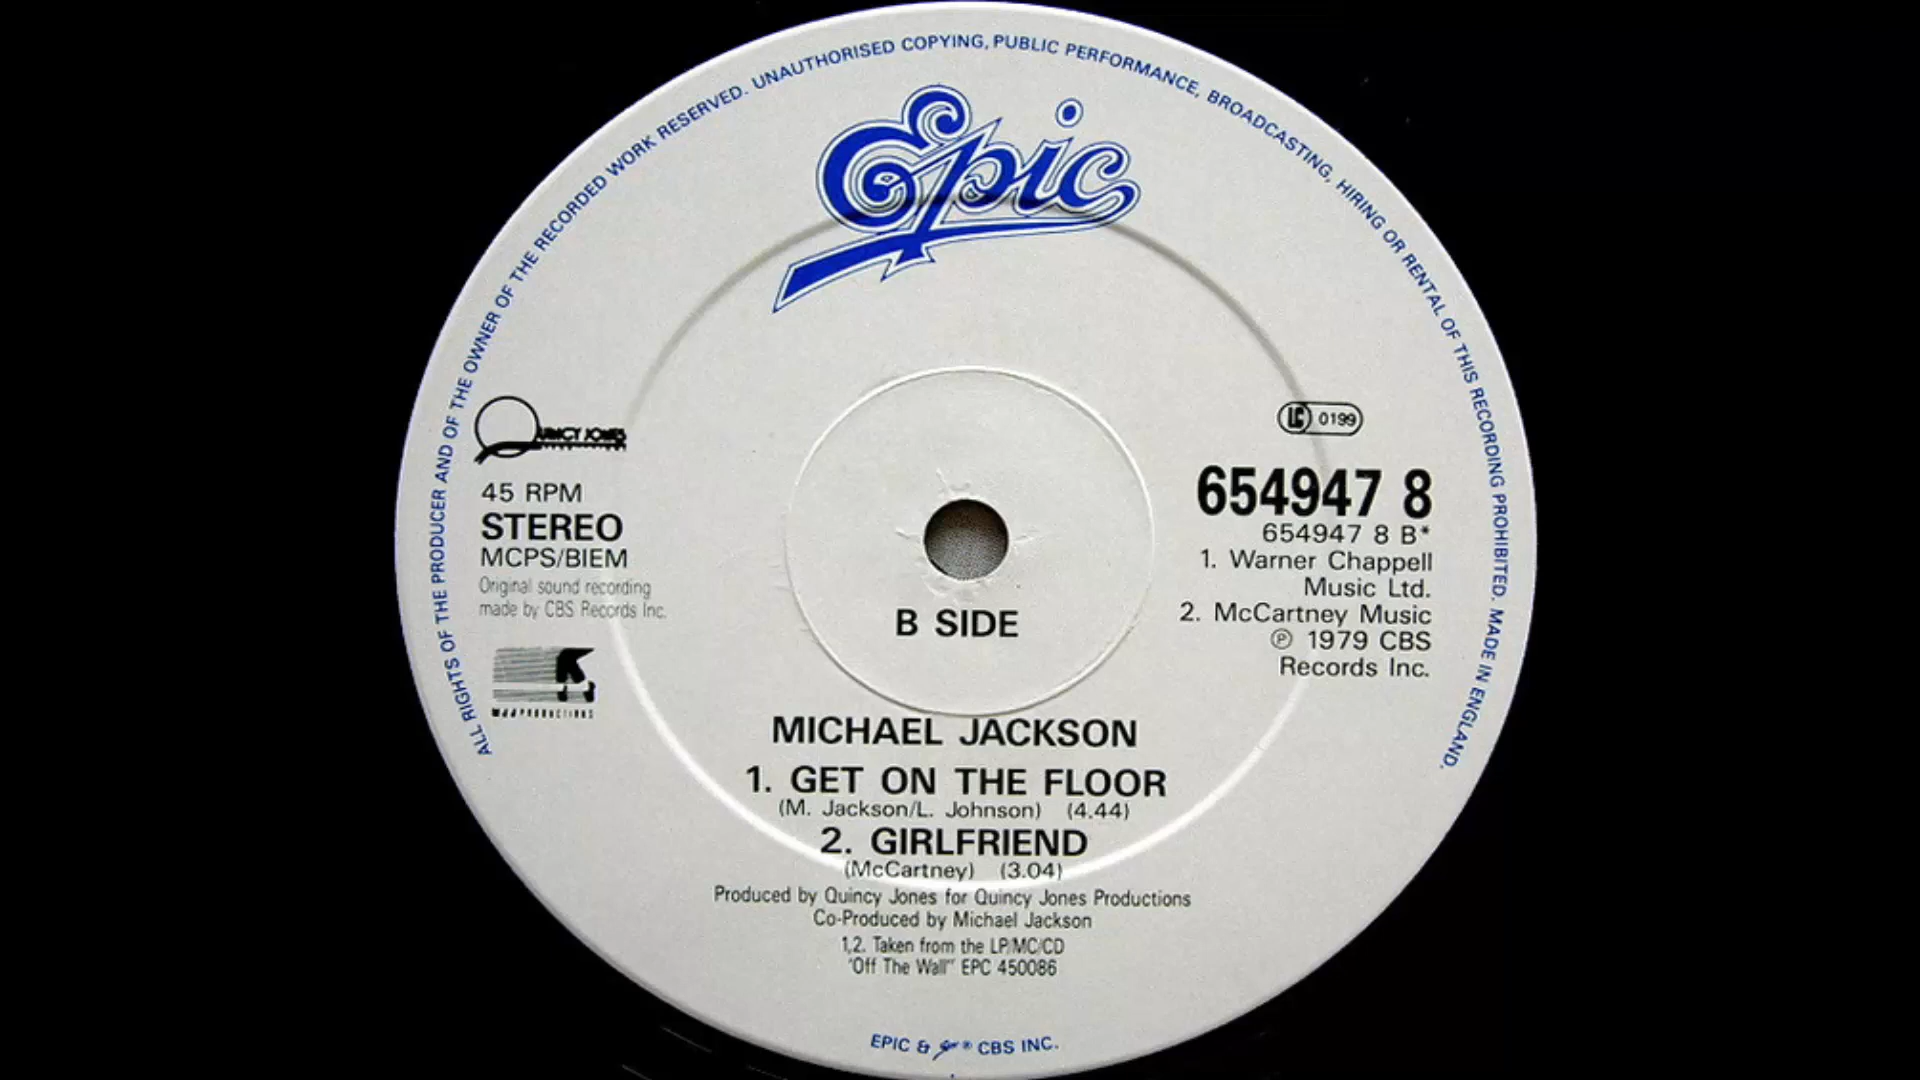 ALL RIGHTS OF THE PRODUCER AND OF THE OWNER OF THE RECORDED WORK RESERVED. UNAUTHORISED COPYING, PUBLIC PERFORMANCE, BROADCASTING, HIRING OR RENTAL OF THIS RECORDING PROHIBITED. MADE IN ENGLAND.
Epic
QUINCY JONES
45 RPM
STEREO
MCPS/BIEM
Original sound recording
made by CBS Records Inc.
MJJ PRODUCTIONS
LC 0199
654947 8
654947 8 B*
1. Warner Chappell
Music Ltd.
2. McCartney Music
℗ 1979 CBS
Records Inc.
B SIDE
MICHAEL JACKSON
1. GET ON THE FLOOR
(M. Jackson/L. Johnson) (4.44)
2. GIRLFRIEND
(McCartney) (3.04)
Produced by Quincy Jones for Quincy Jones Productions
Co-Produced by Michael Jackson
1,2. Taken from the LP/MC/CD
"Off The Wall" EPC 450086
EPIC & ® CBS INC.